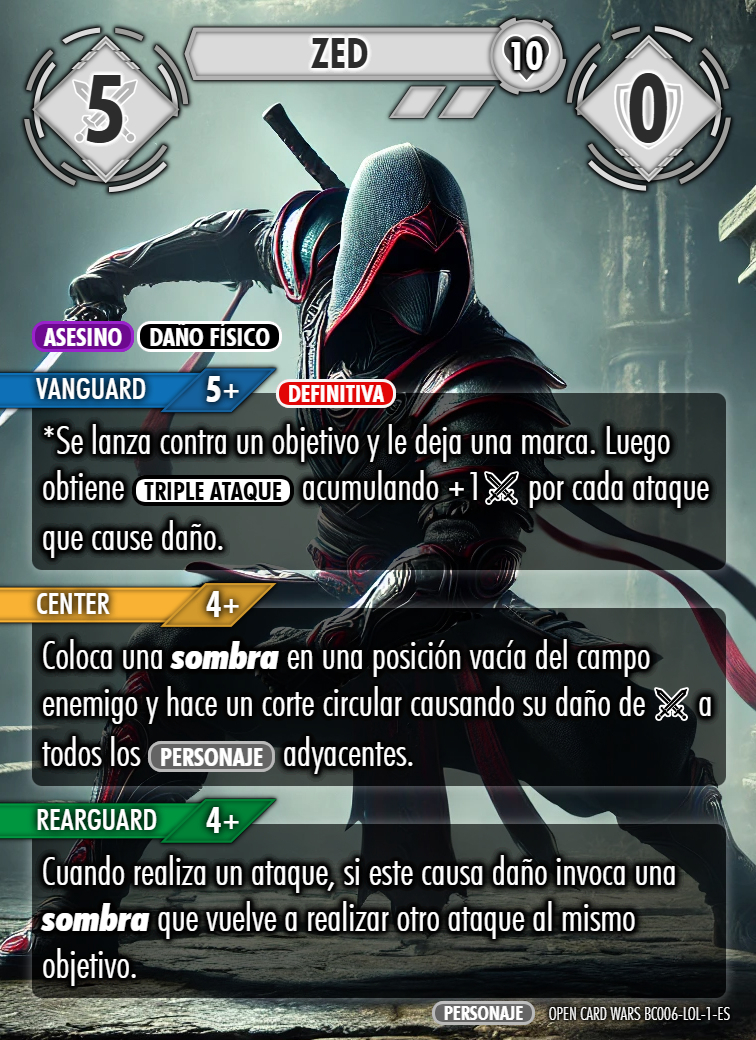 5
ZED
10
0
ASESINO DAÑO FÍSICO
VANGUARD 5+ DEFINITIVA
*Se lanza contra un objetivo y le deja una marca. Luego
obtiene TRIPLE ATAQUE acumulando +1 por cada ataque
que cause daño.
CENTER 4+
Coloca una sombra en una posición vacía del campo
enemigo y hace un corte circular causando su daño de a
todos los PERSONAJE adyacentes.
REARGUARD 4+
Cuando realiza un ataque, si este causa daño invoca una
sombra que vuelve a realizar otro ataque al mismo
objetivo.
PERSONAJE OPEN CARD WARS BC006-LOL-1-ES